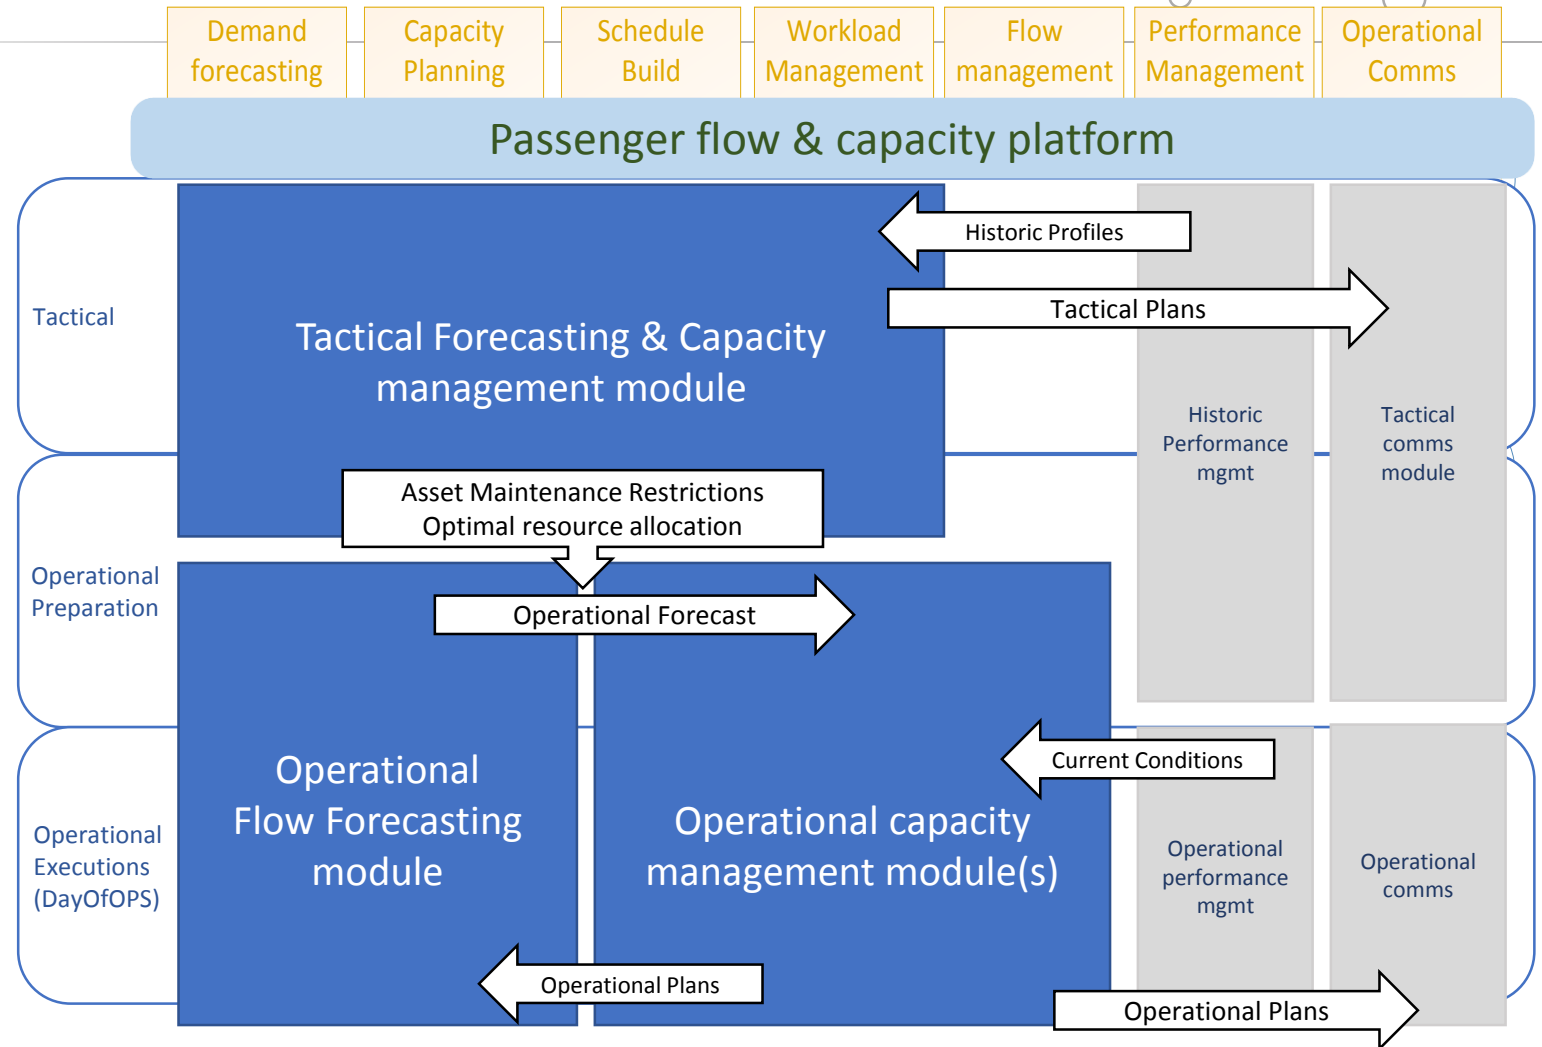 Demand
forecasting
Capacity
Planning
Schedule
Build
Workload
Management
Flow
management
Performance
Management
Operational
Comms
Passenger flow & capacity platform
Tactical
Historic Profiles
Tactical Plans
Tactical Forecasting & Capacity
management module
Historic
Performance
mgmt
Tactical
comms
module
Asset Maintenance Restrictions
Optimal resource allocation
Operational
Preparation
Operational Forecast
Current Conditions
Operational
Executions
(DayOfOPS)
Operational
Flow Forecasting
module
Operational capacity
management module(s)
Operational
performance
mgmt
Operational
comms
Operational Plans
Operational Plans